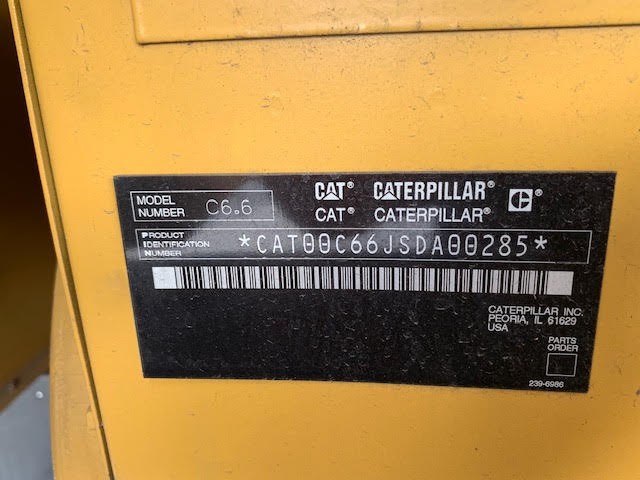 MODEL NUMBER C6.6
CAT® CATERPILLAR®
CAT® CATERPILLAR®
PRODUCT IDENTIFICATION NUMBER *CAT00C66JSDA00285*
CATERPILLAR INC.
PEORIA, IL 61629
USA
PARTS
ORDER
239-6986